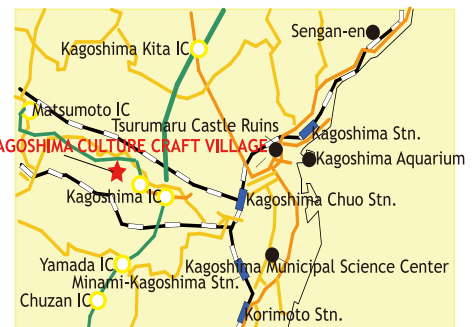 Sengan-en
Kagoshima Kita IC
Matsumoto IC
Tsurumaru Castle Ruins
Kagoshima Stn.
AGOSHIMA CULTURE CRAFT VILLAGE
Kagoshima Aquarium
Kagoshima IC
Kagoshima Chuo Stn.
Yamada IC
Kagoshima Municipal Science Center
Minami-Kagoshima Stn.
Chuzan IC
Korimoto Stn.